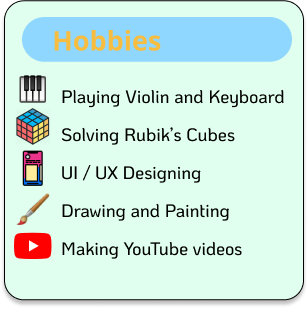 Hobbies
Playing Violin and Keyboard
Solving Rubik's Cubes
UI / UX Designing
Drawing and Painting
Making YouTube videos